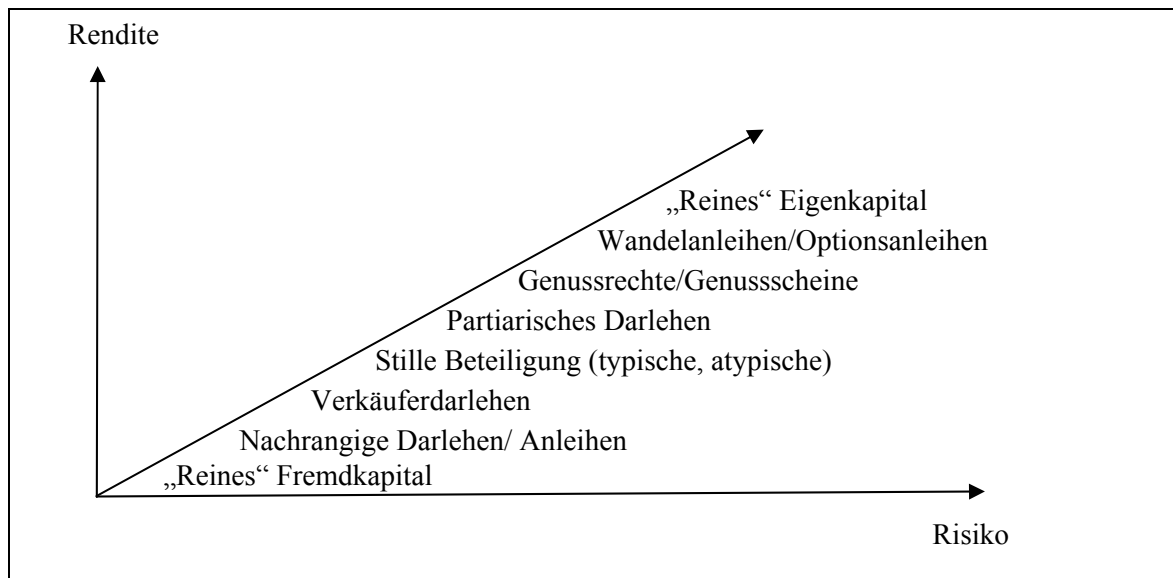 Rendite
„Reines“ Eigenkapital
Wandelanleihen/Optionsanleihen
Genussrechte/Genussscheine
Partiarisches Darlehen
Stille Beteiligung (typische, atypische)
Verkäuferdarlehen
Nachrangige Darlehen/ Anleihen
„Reines“ Fremdkapital
Risiko